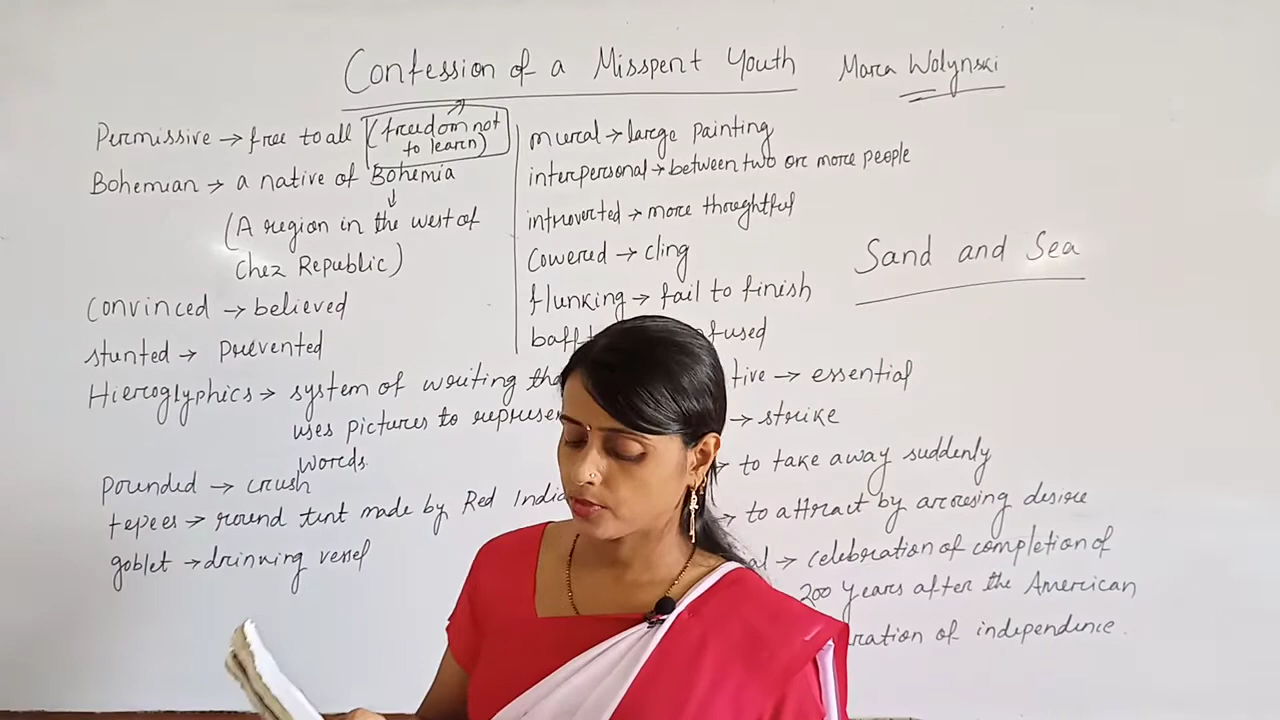 Confession of a Misspent Youth
Mara Wolynski
Permissive → free to all (freedom not
to learn)
Bohemian → a native of Bohemia
(A region in the west of
Chez Republic)
Convinced → believed
stunted → prevented
Hieroglyphics → system of writing
uses pictures to
words.
pounded → crush
tepees → round tent made by Red
goblet → drinking vessel
mural → large painting
interpersonal → between two or more people
introverted → more thoughtful
Cowered → cling
flunking → fail to finish
→ essential
→ strike
→ to take away suddenly
→ to attract by arousing desire
→ celebration of completion of
200 years after the American
of independence.
Sand and Sea